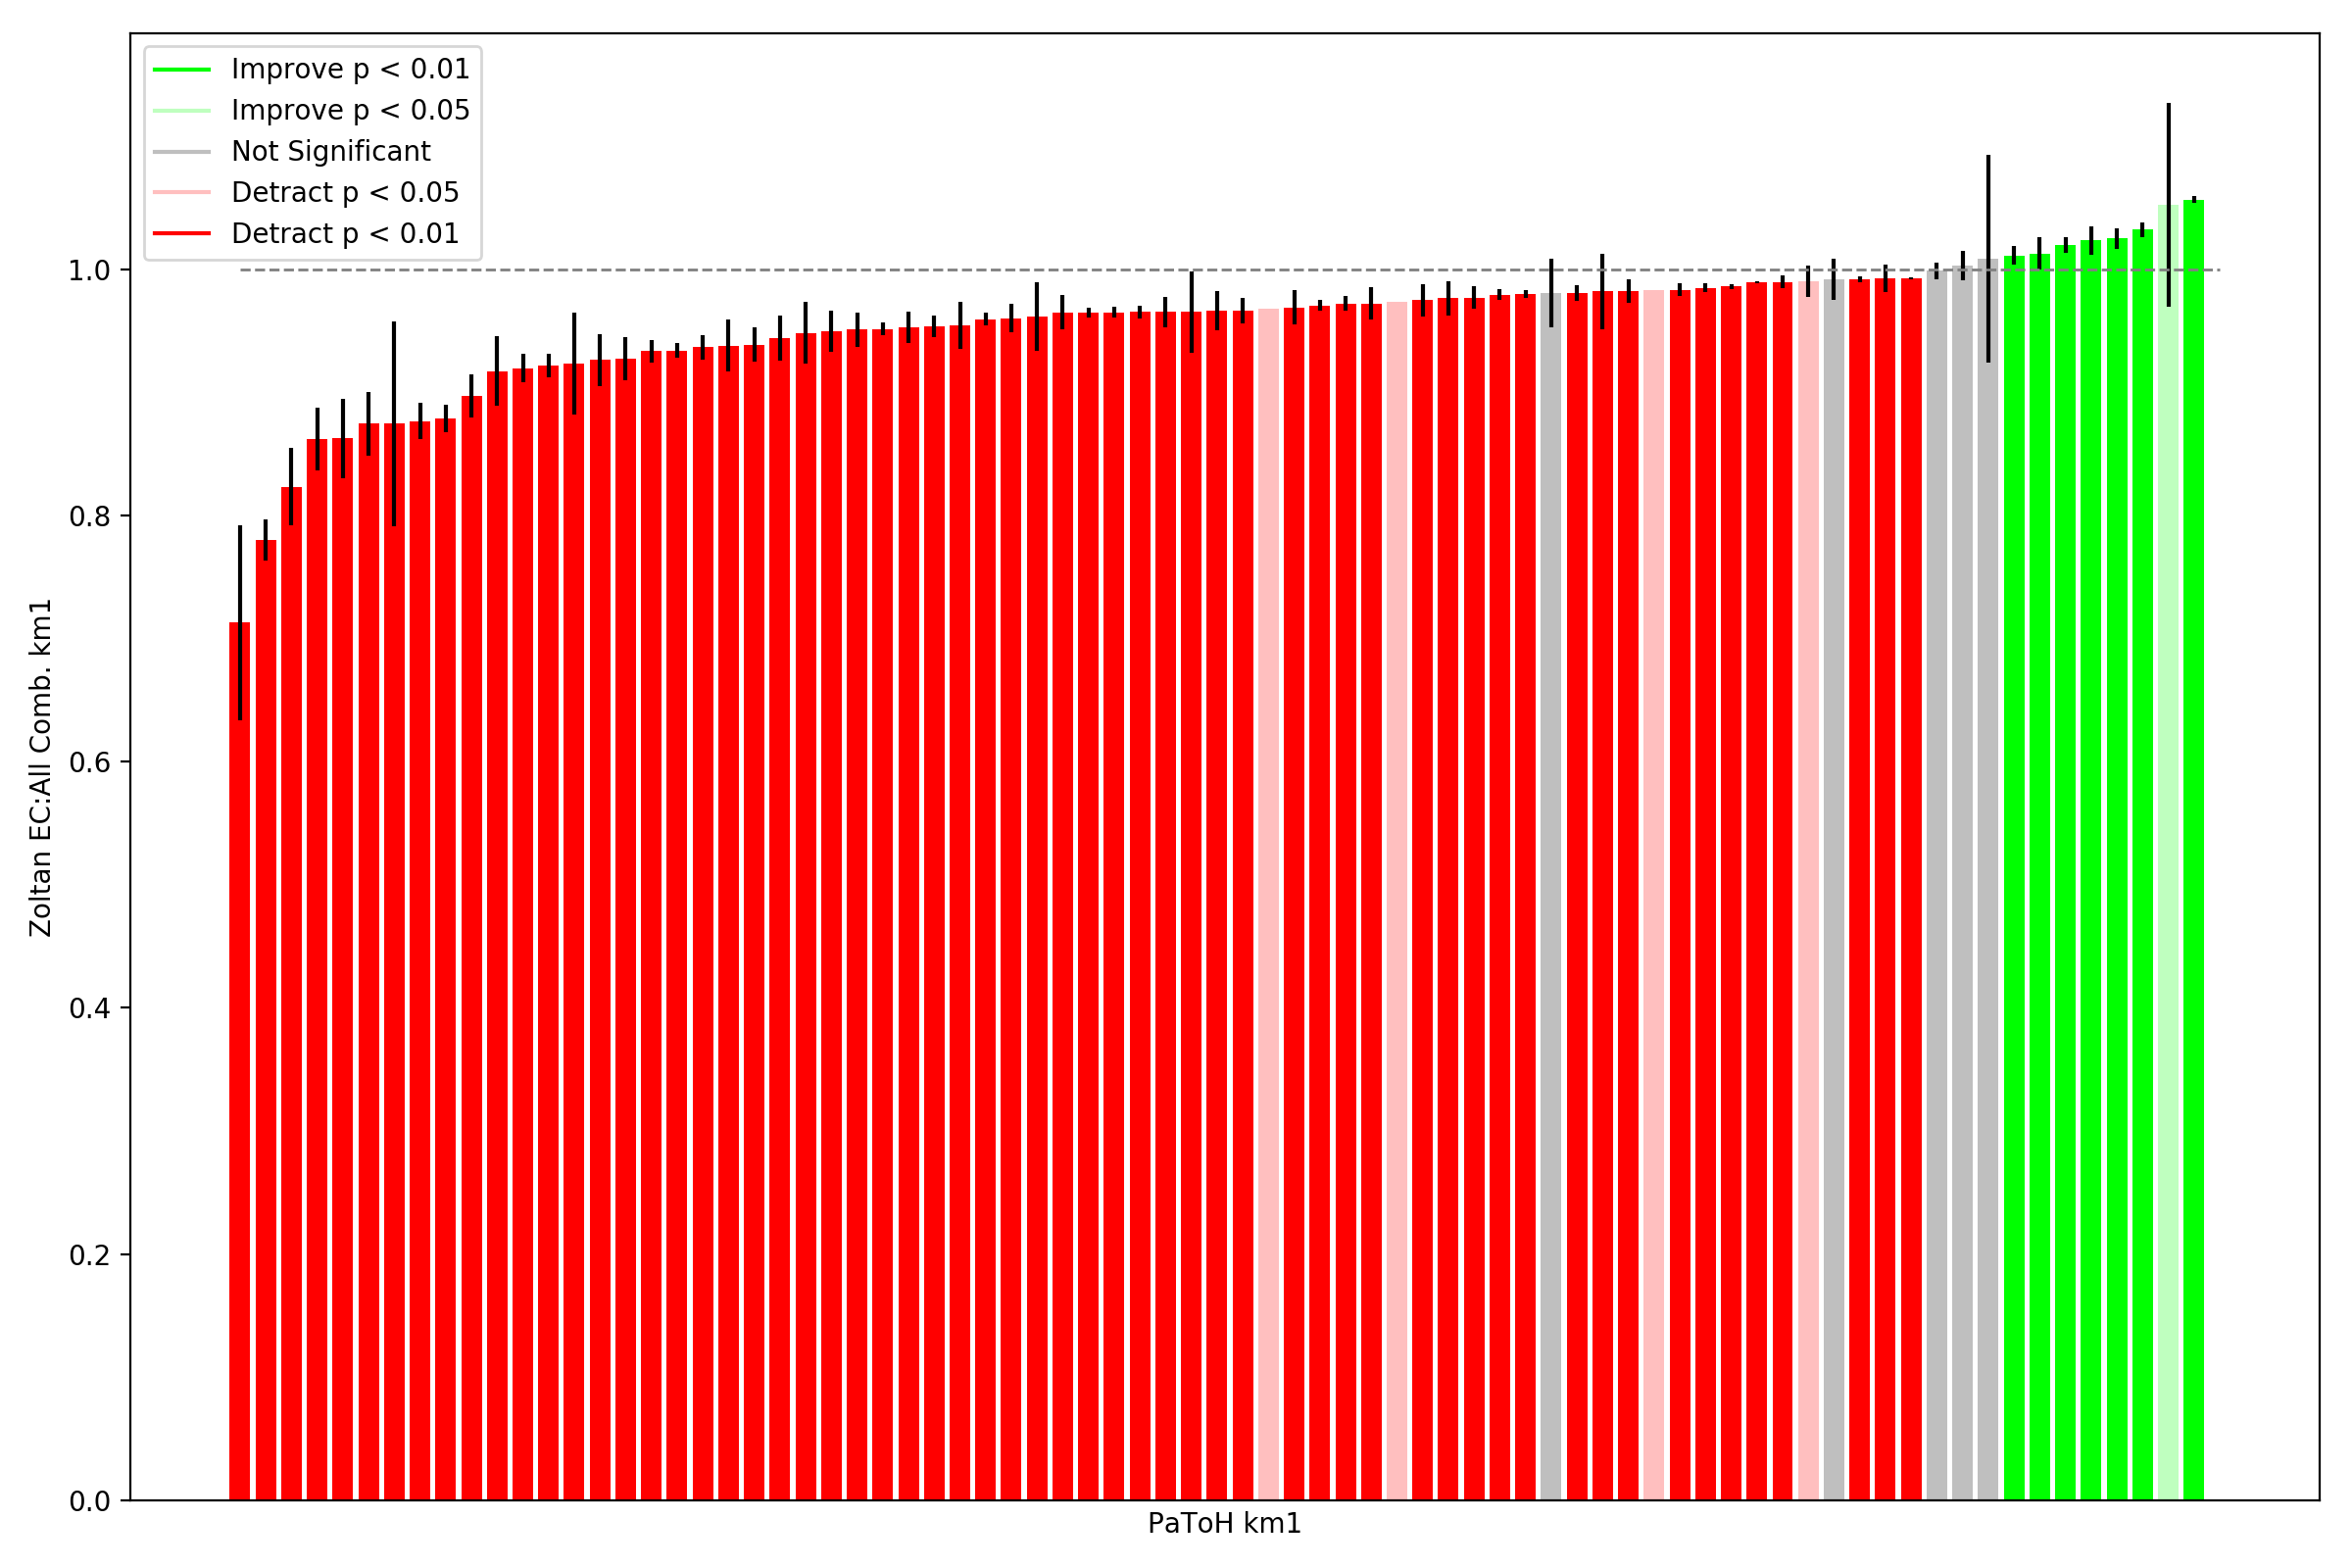 Improve p < 0.01
Improve p < 0.05
Not Significant
Detract p < 0.05
Detract p < 0.01
1.0
0.8
0.6
0.4
0.2
0.0
Zoltan EC:All Comb. km1
PaToH km1